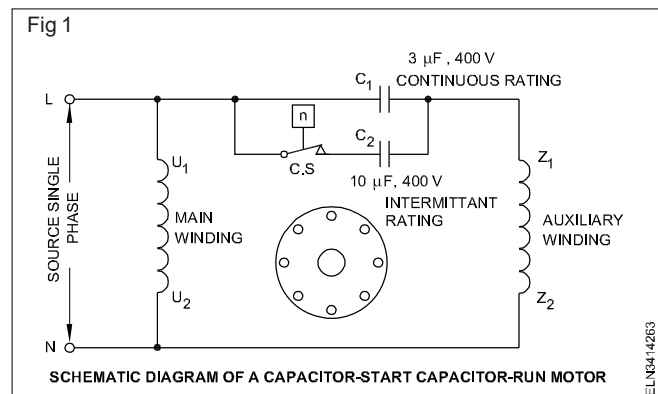 Fig 1
3 µF , 400 V
C1
CONTINUOUS RATING
L
n
C2
C.S
10 µF , 400 V
INTERMITTANT
RATING
U1
Z1
SOURCE SINGLE
PHASE
MAIN
WINDING
AUXILIARY
WINDING
U2
Z2
N
SCHEMATIC DIAGRAM OF A CAPACITOR-START CAPACITOR-RUN MOTOR
ELN3414263